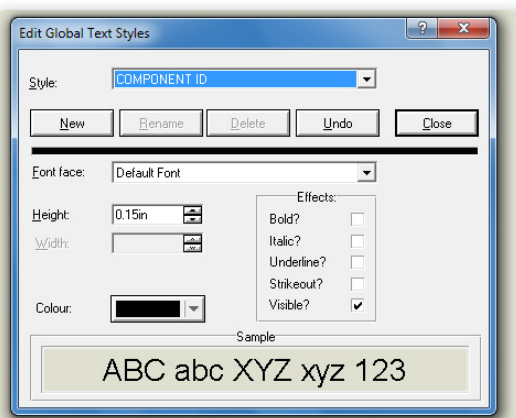 Edit Global Text Styles
?
Style: COMPONENT ID
New Rename Delete Undo Close
Font face: Default Font
Effects:
Height: 0.15in Bold?
Width: Italic?
Underline?
Strikeout?
Colour: Visible?
Sample
ABC abc XYZ xyz 123